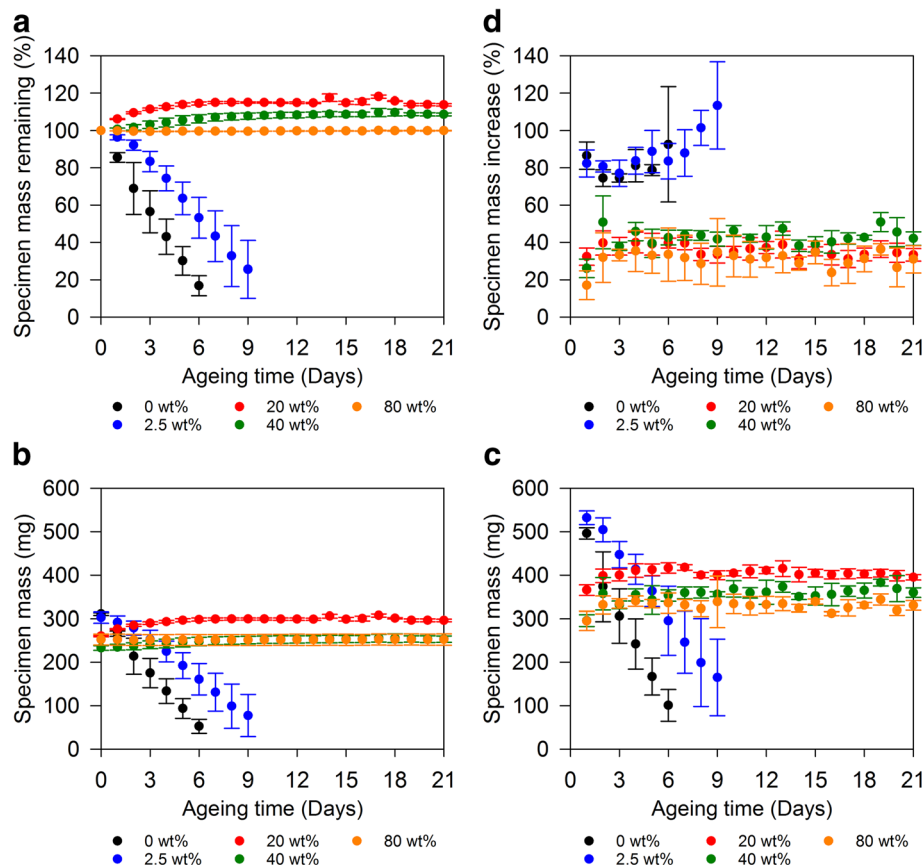 a
Specimen mass remaining (%)
140
120
100
80
60
40
20
0
0 3 6 9 12 15 18 21
Ageing time (Days)
0 wt% 20 wt% 80 wt%
2.5 wt% 40 wt%
d
Specimen mass increase (%)
140
120
100
80
60
40
20
0
0 3 6 9 12 15 18 21
Ageing time (Days)
0 wt% 20 wt% 80 wt%
2.5 wt% 40 wt%
b
Specimen mass (mg)
600
500
400
300
200
100
0
0 3 6 9 12 15 18 21
Ageing time (Days)
0 wt% 20 wt% 80 wt%
2.5 wt% 40 wt%
c
Specimen mass (mg)
600
500
400
300
200
100
0
0 3 6 9 12 15 18 21
Ageing time (Days)
0 wt% 20 wt% 80 wt%
2.5 wt% 40 wt%